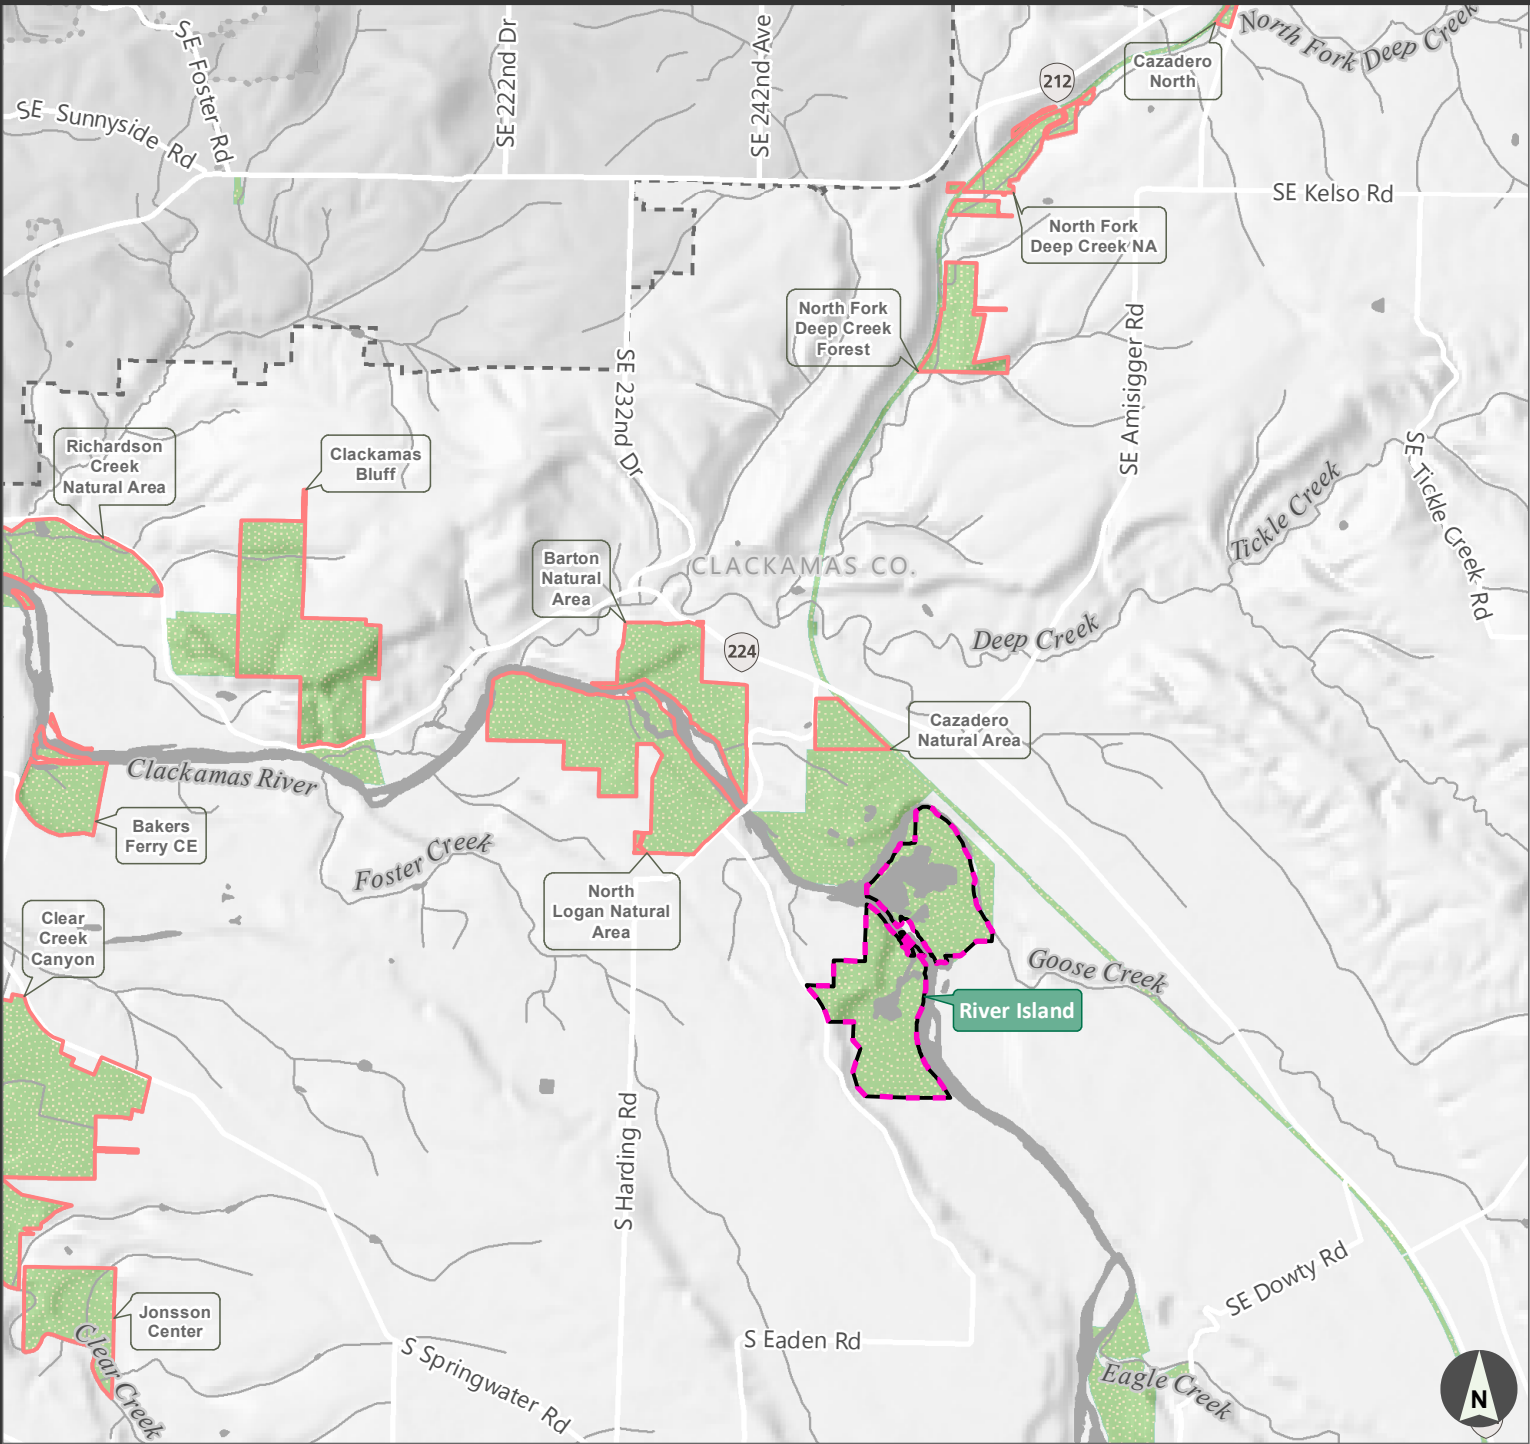 North Fork Deep Creek
SE Foster Rd
SE 222nd Dr
SE 242nd Ave
Cazadero
North
212
SE Sunnyside Rd
SE Kelso Rd
North Fork
Deep Creek NA
North Fork
Deep Creek
Forest
SE Amisigger Rd
SE 232nd Dr
Richardson
Creek
Natural Area
Clackamas
Bluff
SE Tickle Creek Rd
Tickle Creek
Barton
Natural
Area
CLACKAMAS CO.
Deep Creek
224
Cazadero
Natural Area
Clackamas River
Bakers
Ferry CE
Foster Creek
North
Logan Natural
Area
Clear
Creek
Canyon
Goose Creek
River Island
S Harding Rd
SE Dowty Rd
Jonsson
Center
Clear Creek
S Springwater Rd
S Eaden Rd
Eagle Creek
N